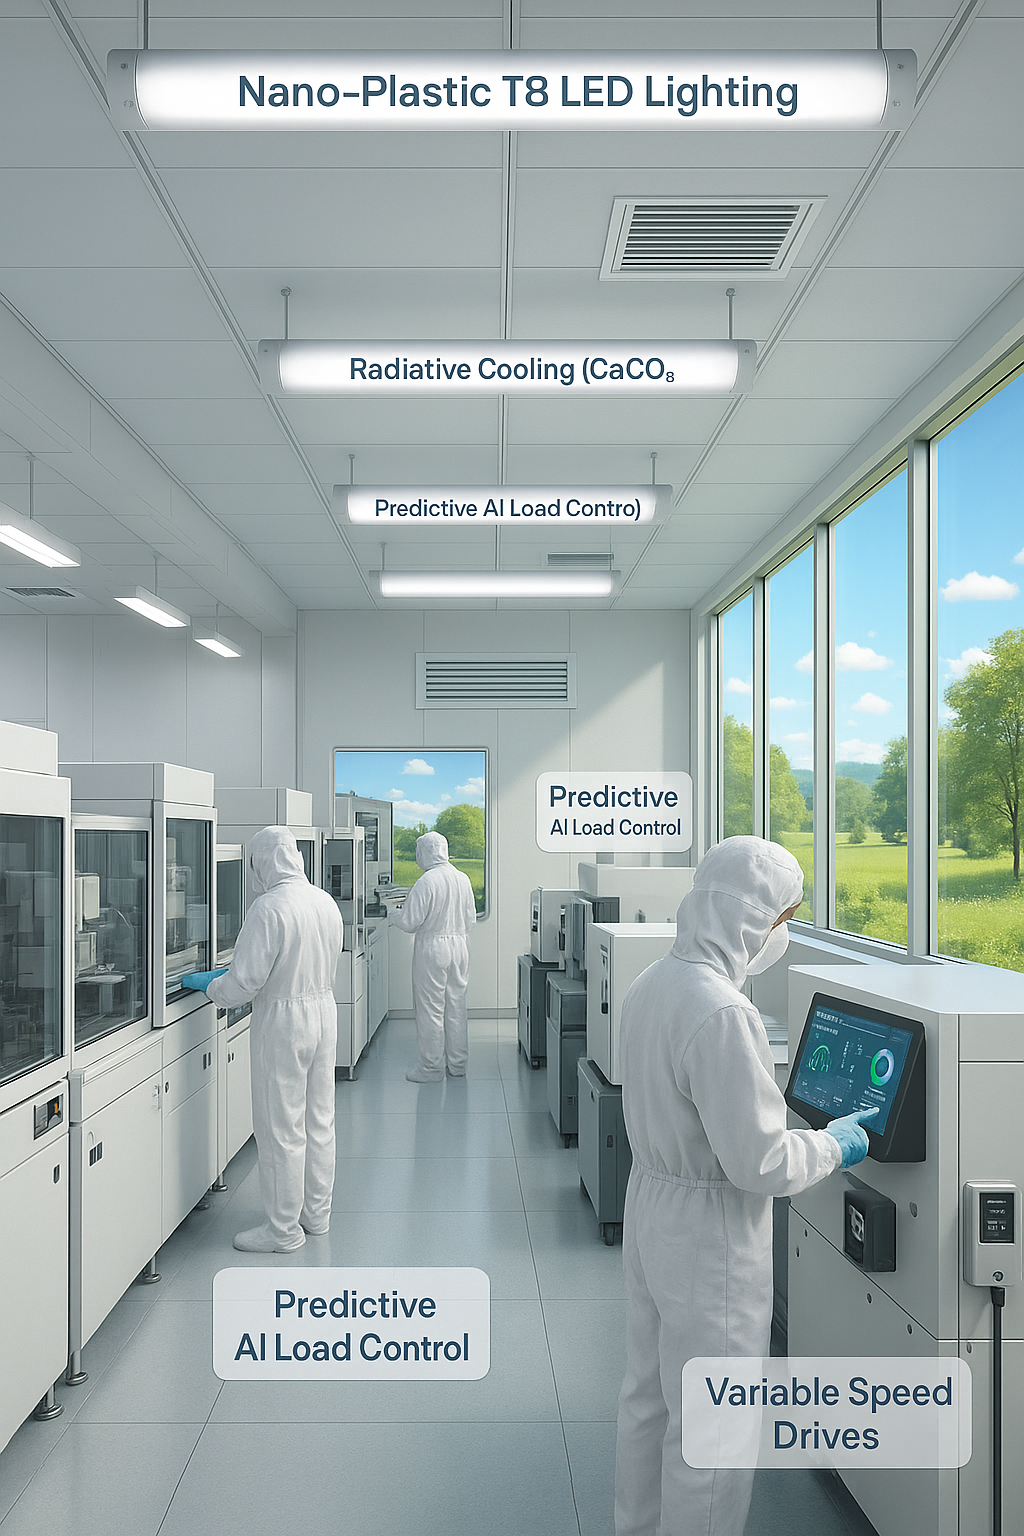 Nano-Plastic T8 LED Lighting
Radiative Cooling (CaCO₈
Predictive AI Load Contro)
Predictive
AI Load Control
Predictive
AI Load Control
Variable Speed
Drives